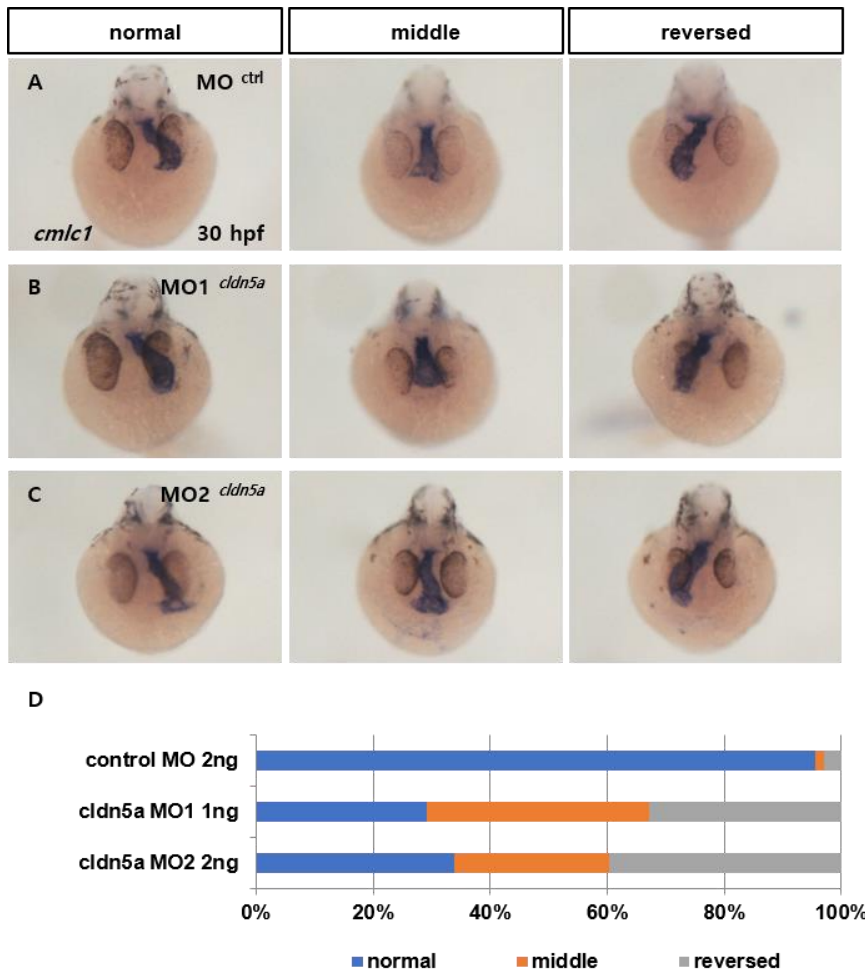 normal middle reversed
A MO ctrl
cmlc1 30 hpf
B MO1 cldn5a
C MO2 cldn5a
D
control MO 2ng
cldn5a MO1 1ng
cldn5a MO2 2ng
0% 20% 40% 60% 80% 100%
normal middle reversed